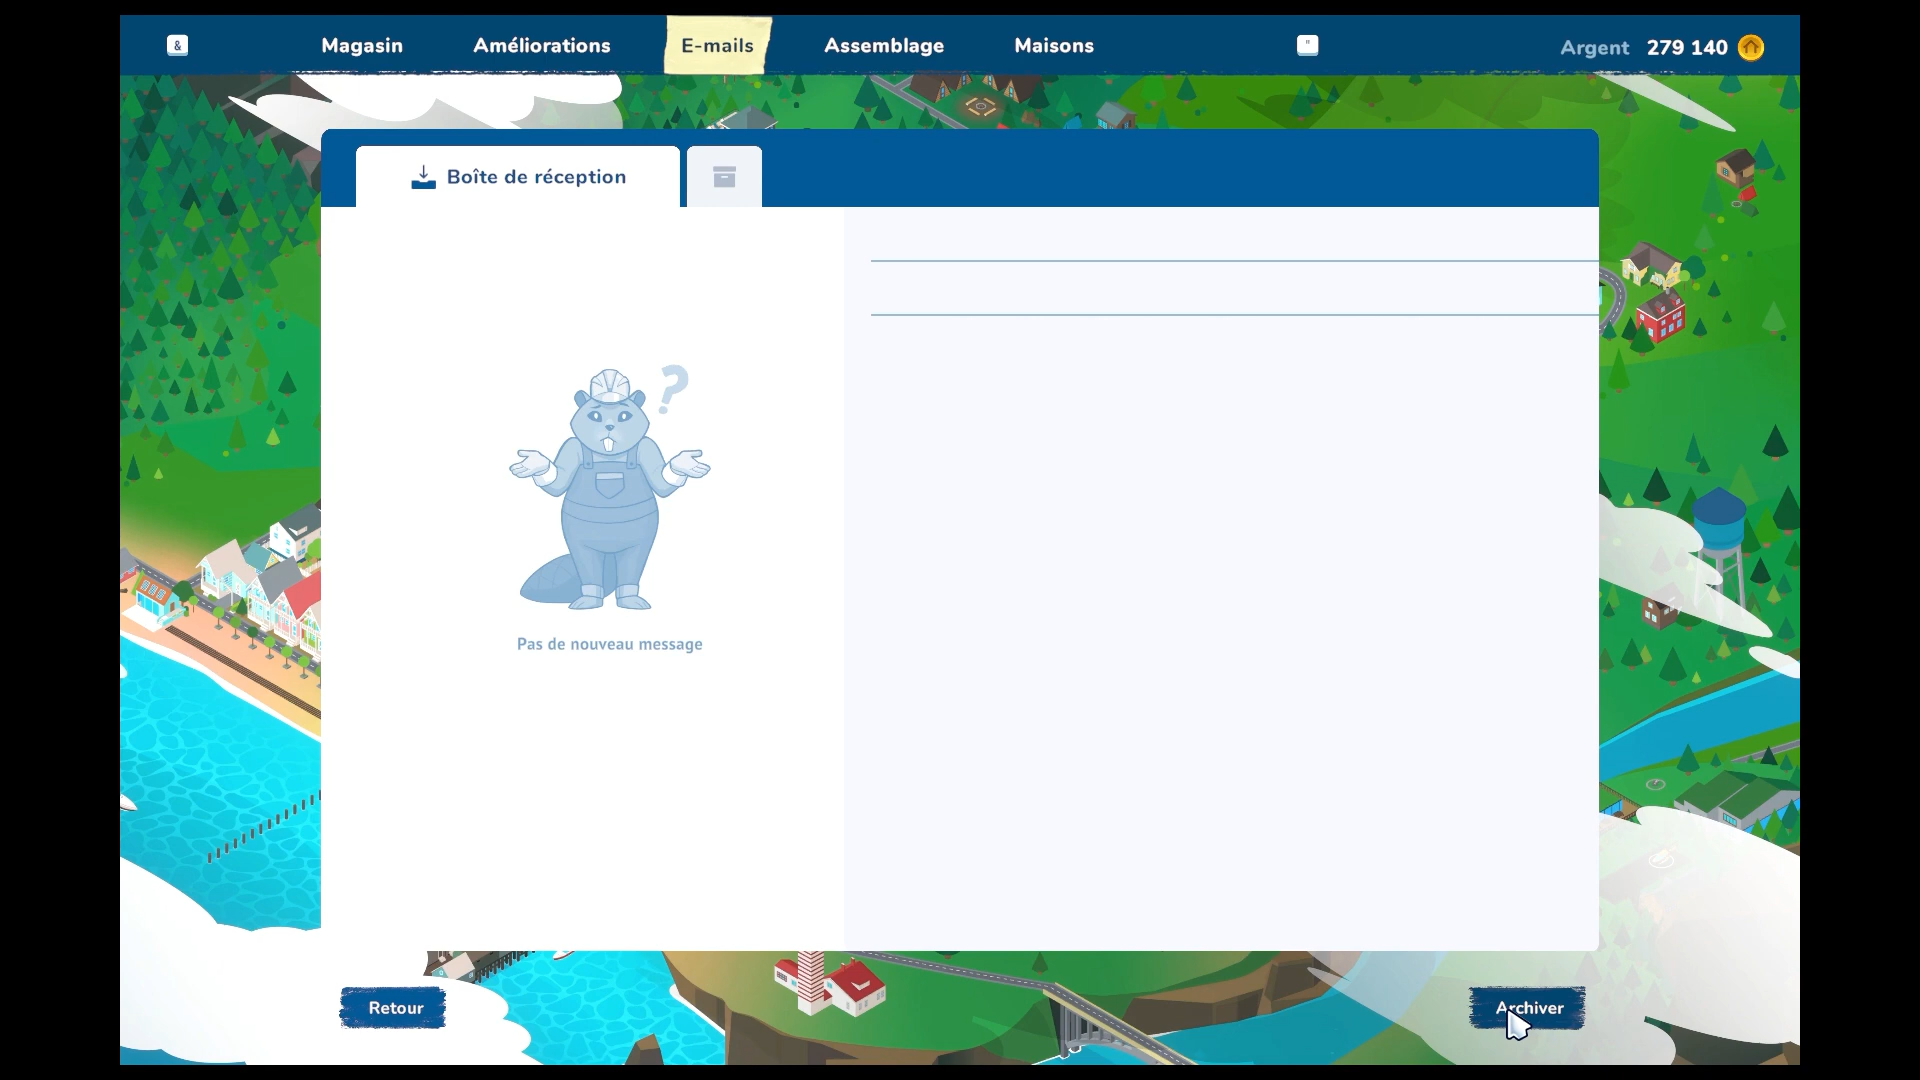 & Magasin Améliorations E-mails Assemblage Maisons " Argent 279 140
Boîte de réception
?
Pas de nouveau message
Retour Archiver